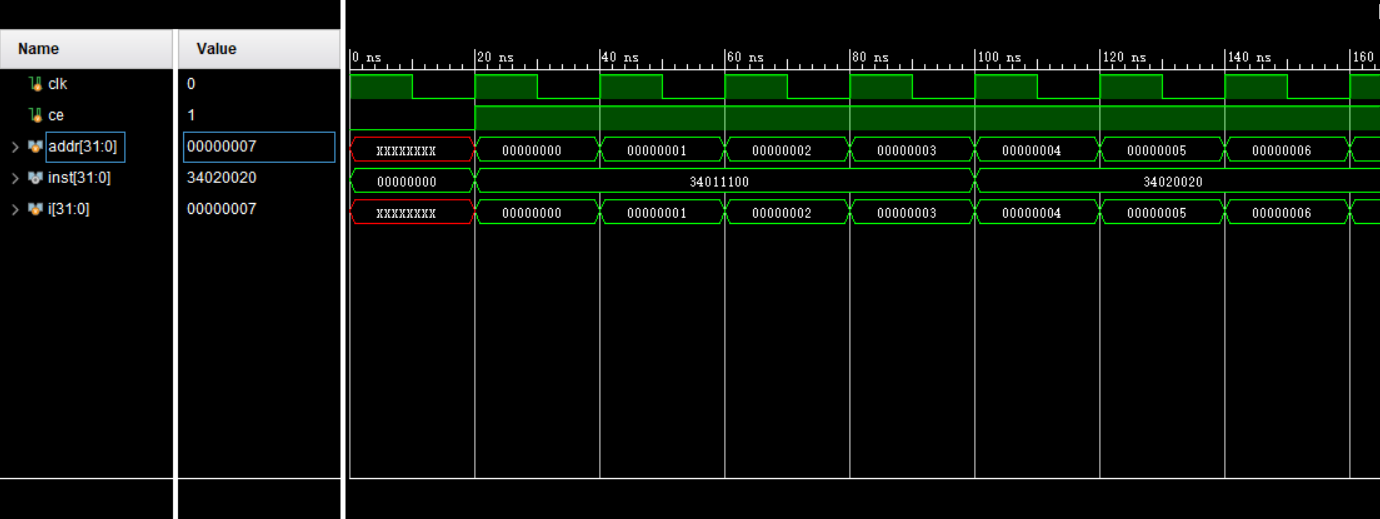 Name Value
0 ns 20 ns 40 ns 60 ns 80 ns 100 ns 120 ns 140 ns 160
clk 0
ce 1
addr[31:0] 00000007 XXXXXXXX 00000000 00000001 00000002 00000003 00000004 00000005 00000006
inst[31:0] 34020020 00000000 34011100 34020020
i[31:0] 00000007 XXXXXXXX 00000000 00000001 00000002 00000003 00000004 00000005 00000006